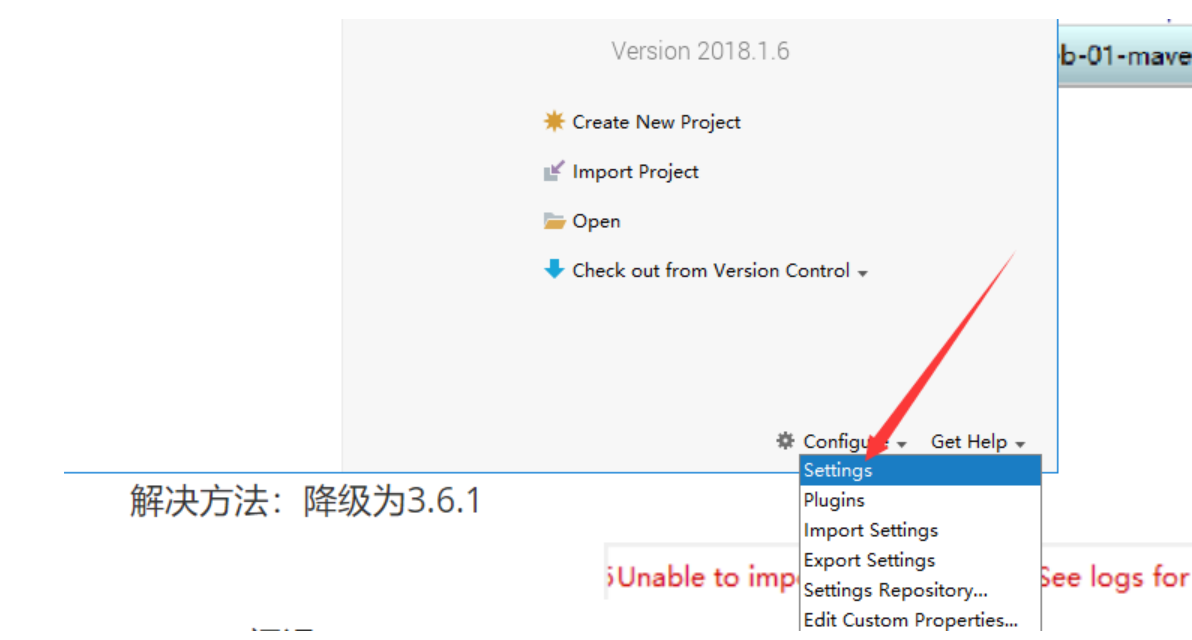 Version 2018.1.6
b-01-mave
Create New Project
Import Project
Open
Check out from Version Control
Configure
Get Help
Settings
解决方法：降级为3.6.1
Plugins
Import Settings
Export Settings
Unable to imp
See logs for
Settings Repository...
Edit Custom Properties...